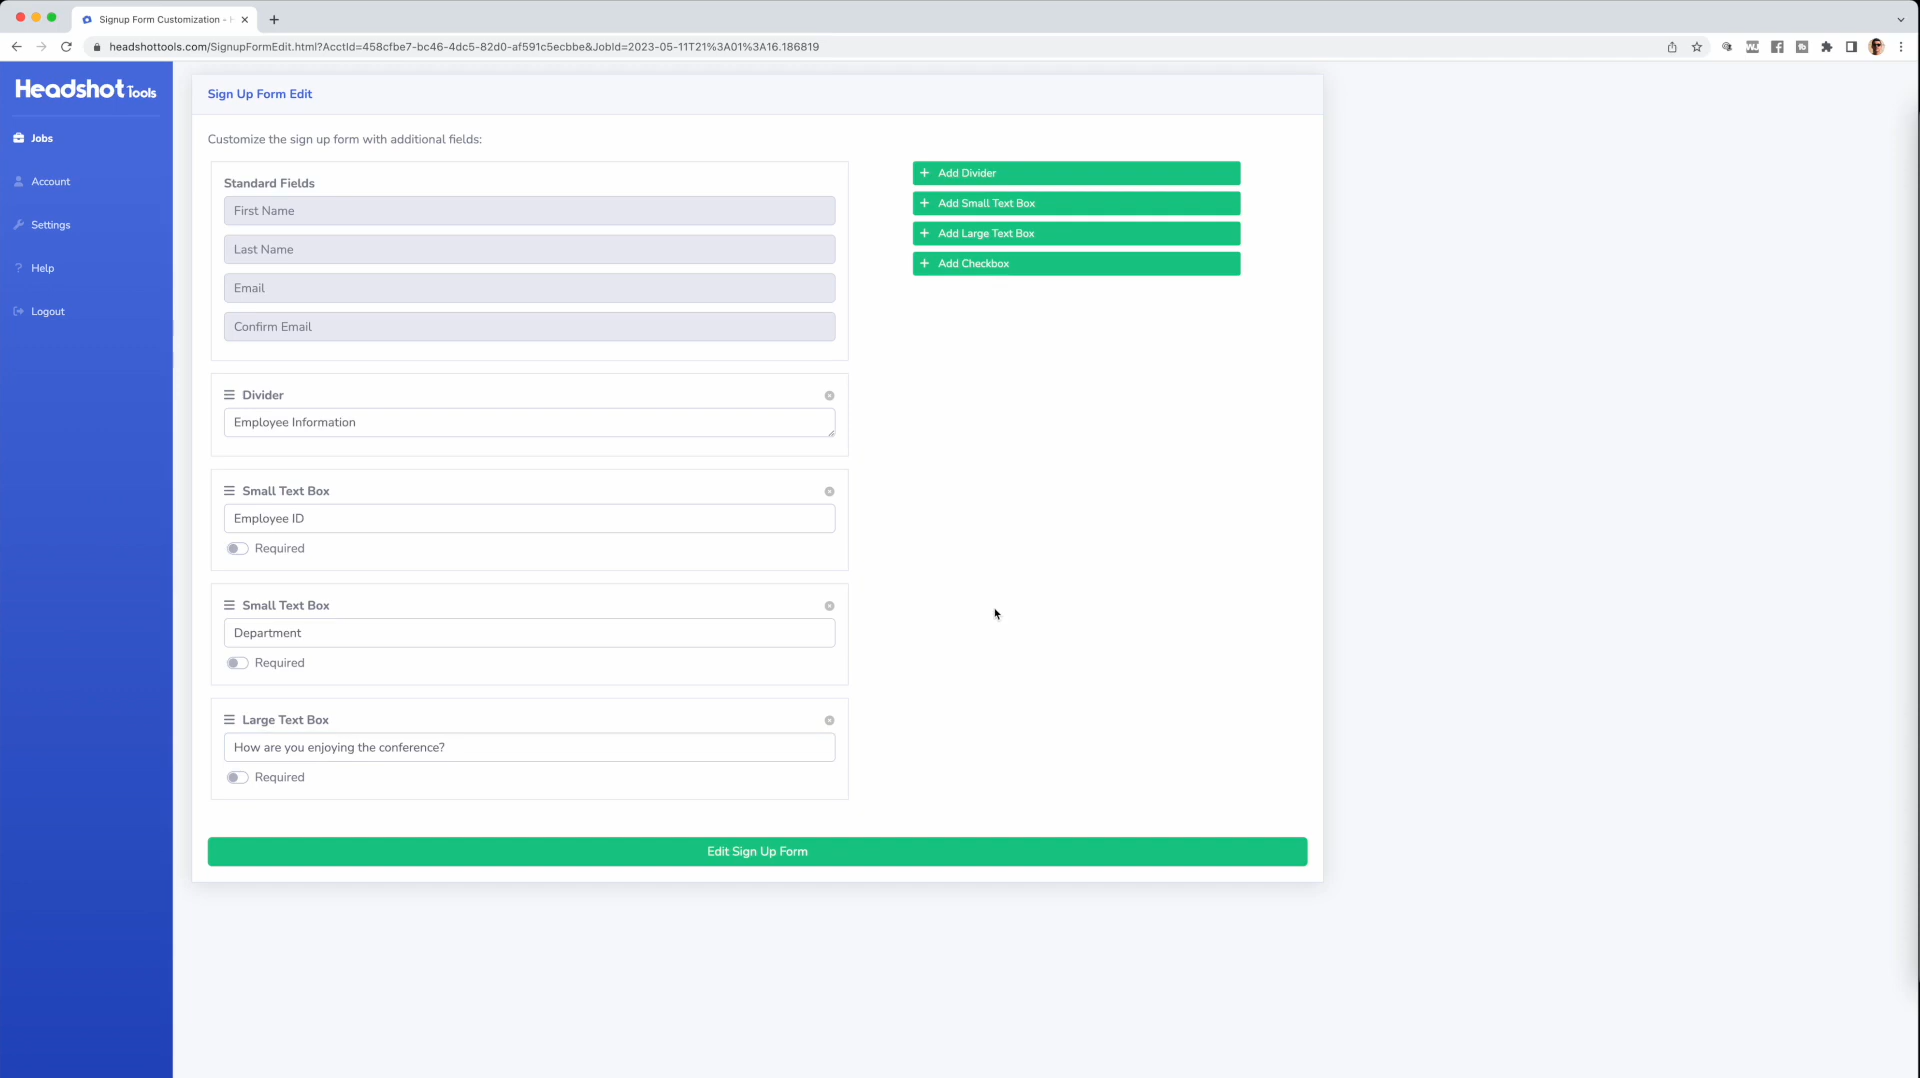 Signup Form Customization -
headshottools.com/SignupFormEdit.html?AcctId=458cfbe7-bc46-4dc5-82d0-af591c5ecbbe&JobId=2023-05-11T21%3A01%3A16.186819
Headshot Tools
Jobs
Account
Settings
Help
Logout
Sign Up Form Edit
Customize the sign up form with additional fields:
Standard Fields
First Name
Last Name
Email
Confirm Email
Divider
Employee Information
Small Text Box
Employee ID
Required
Small Text Box
Department
Required
Large Text Box
How are you enjoying the conference?
Required
+ Add Divider
+ Add Small Text Box
+ Add Large Text Box
+ Add Checkbox
Edit Sign Up Form